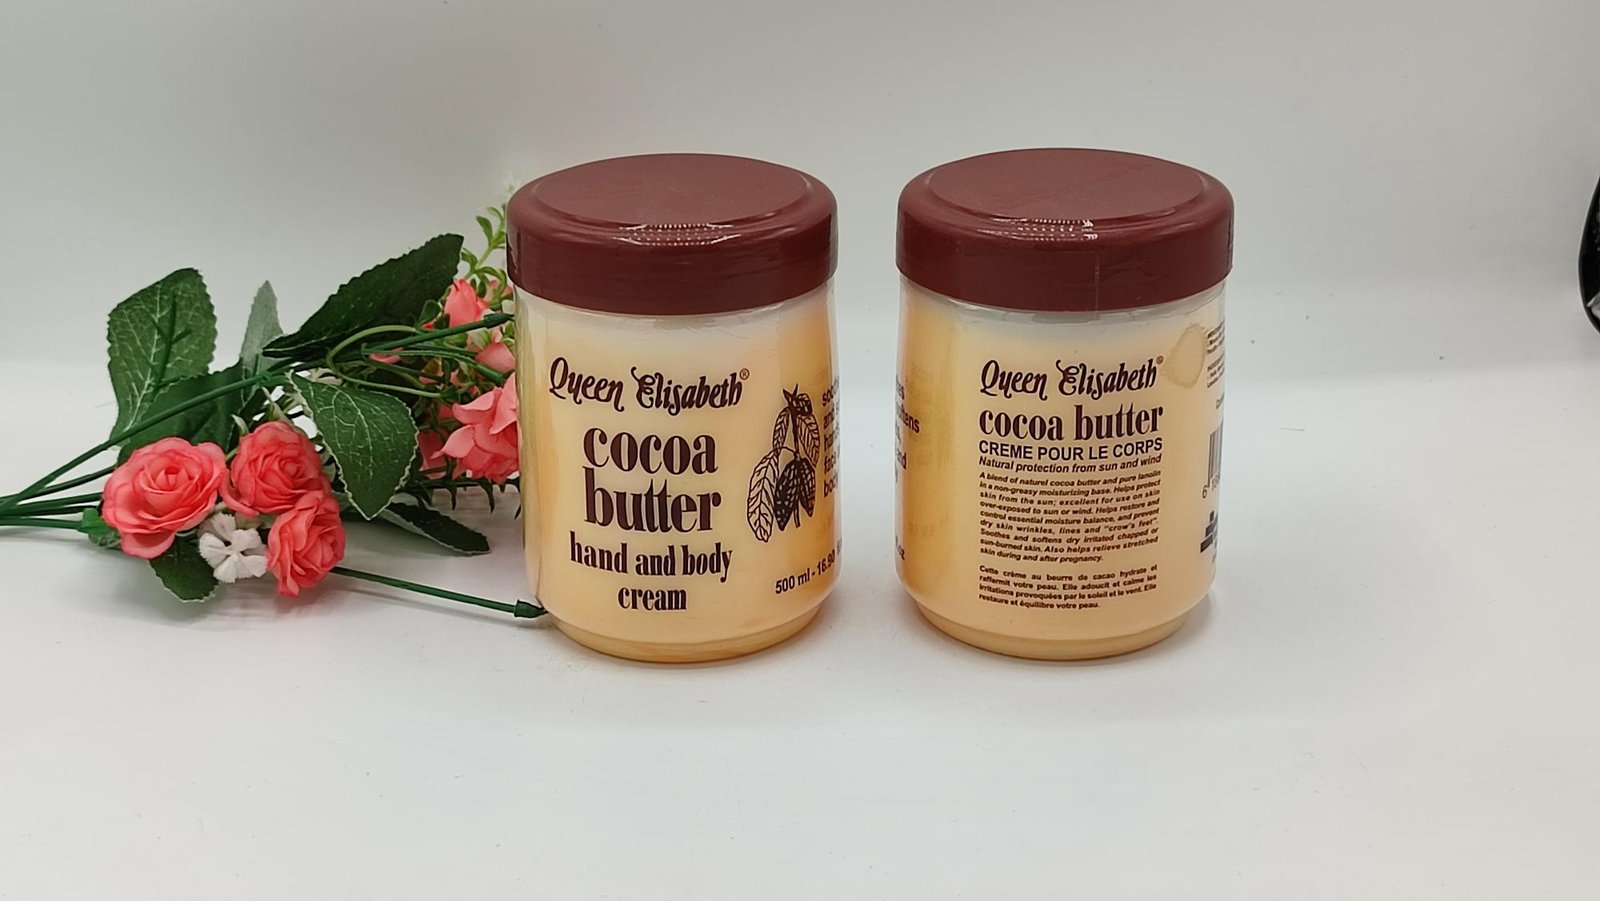 Queen Elisabeth®
cocoa
butter
hand and body
cream
500 ml - 16.90
Queen Elisabeth®
cocoa butter
CREME POUR LE CORPS
Natural protection from sun and wind
A blend of naturel cocoa butter and pure lanolin
in a non-greasy moisturizing base. Helps protect
skin from the sun; excellent for use on skin
over-exposed to sun or wind. Helps restore and
control essential moisture balance, and prevent
dry skin wrinkles, lines and "crow's feet".
Soothes and softens dry irritated chapped or
sun-burned skin. Also helps relieve stretched
skin during and after pregnancy.
Cette crème au beurre de cacao hydrate et
raffermit votre peau. Elle adoucit et calme les
irritations provoquées par le soleil et le vent. Elle
restaure et équilibre votre peau.